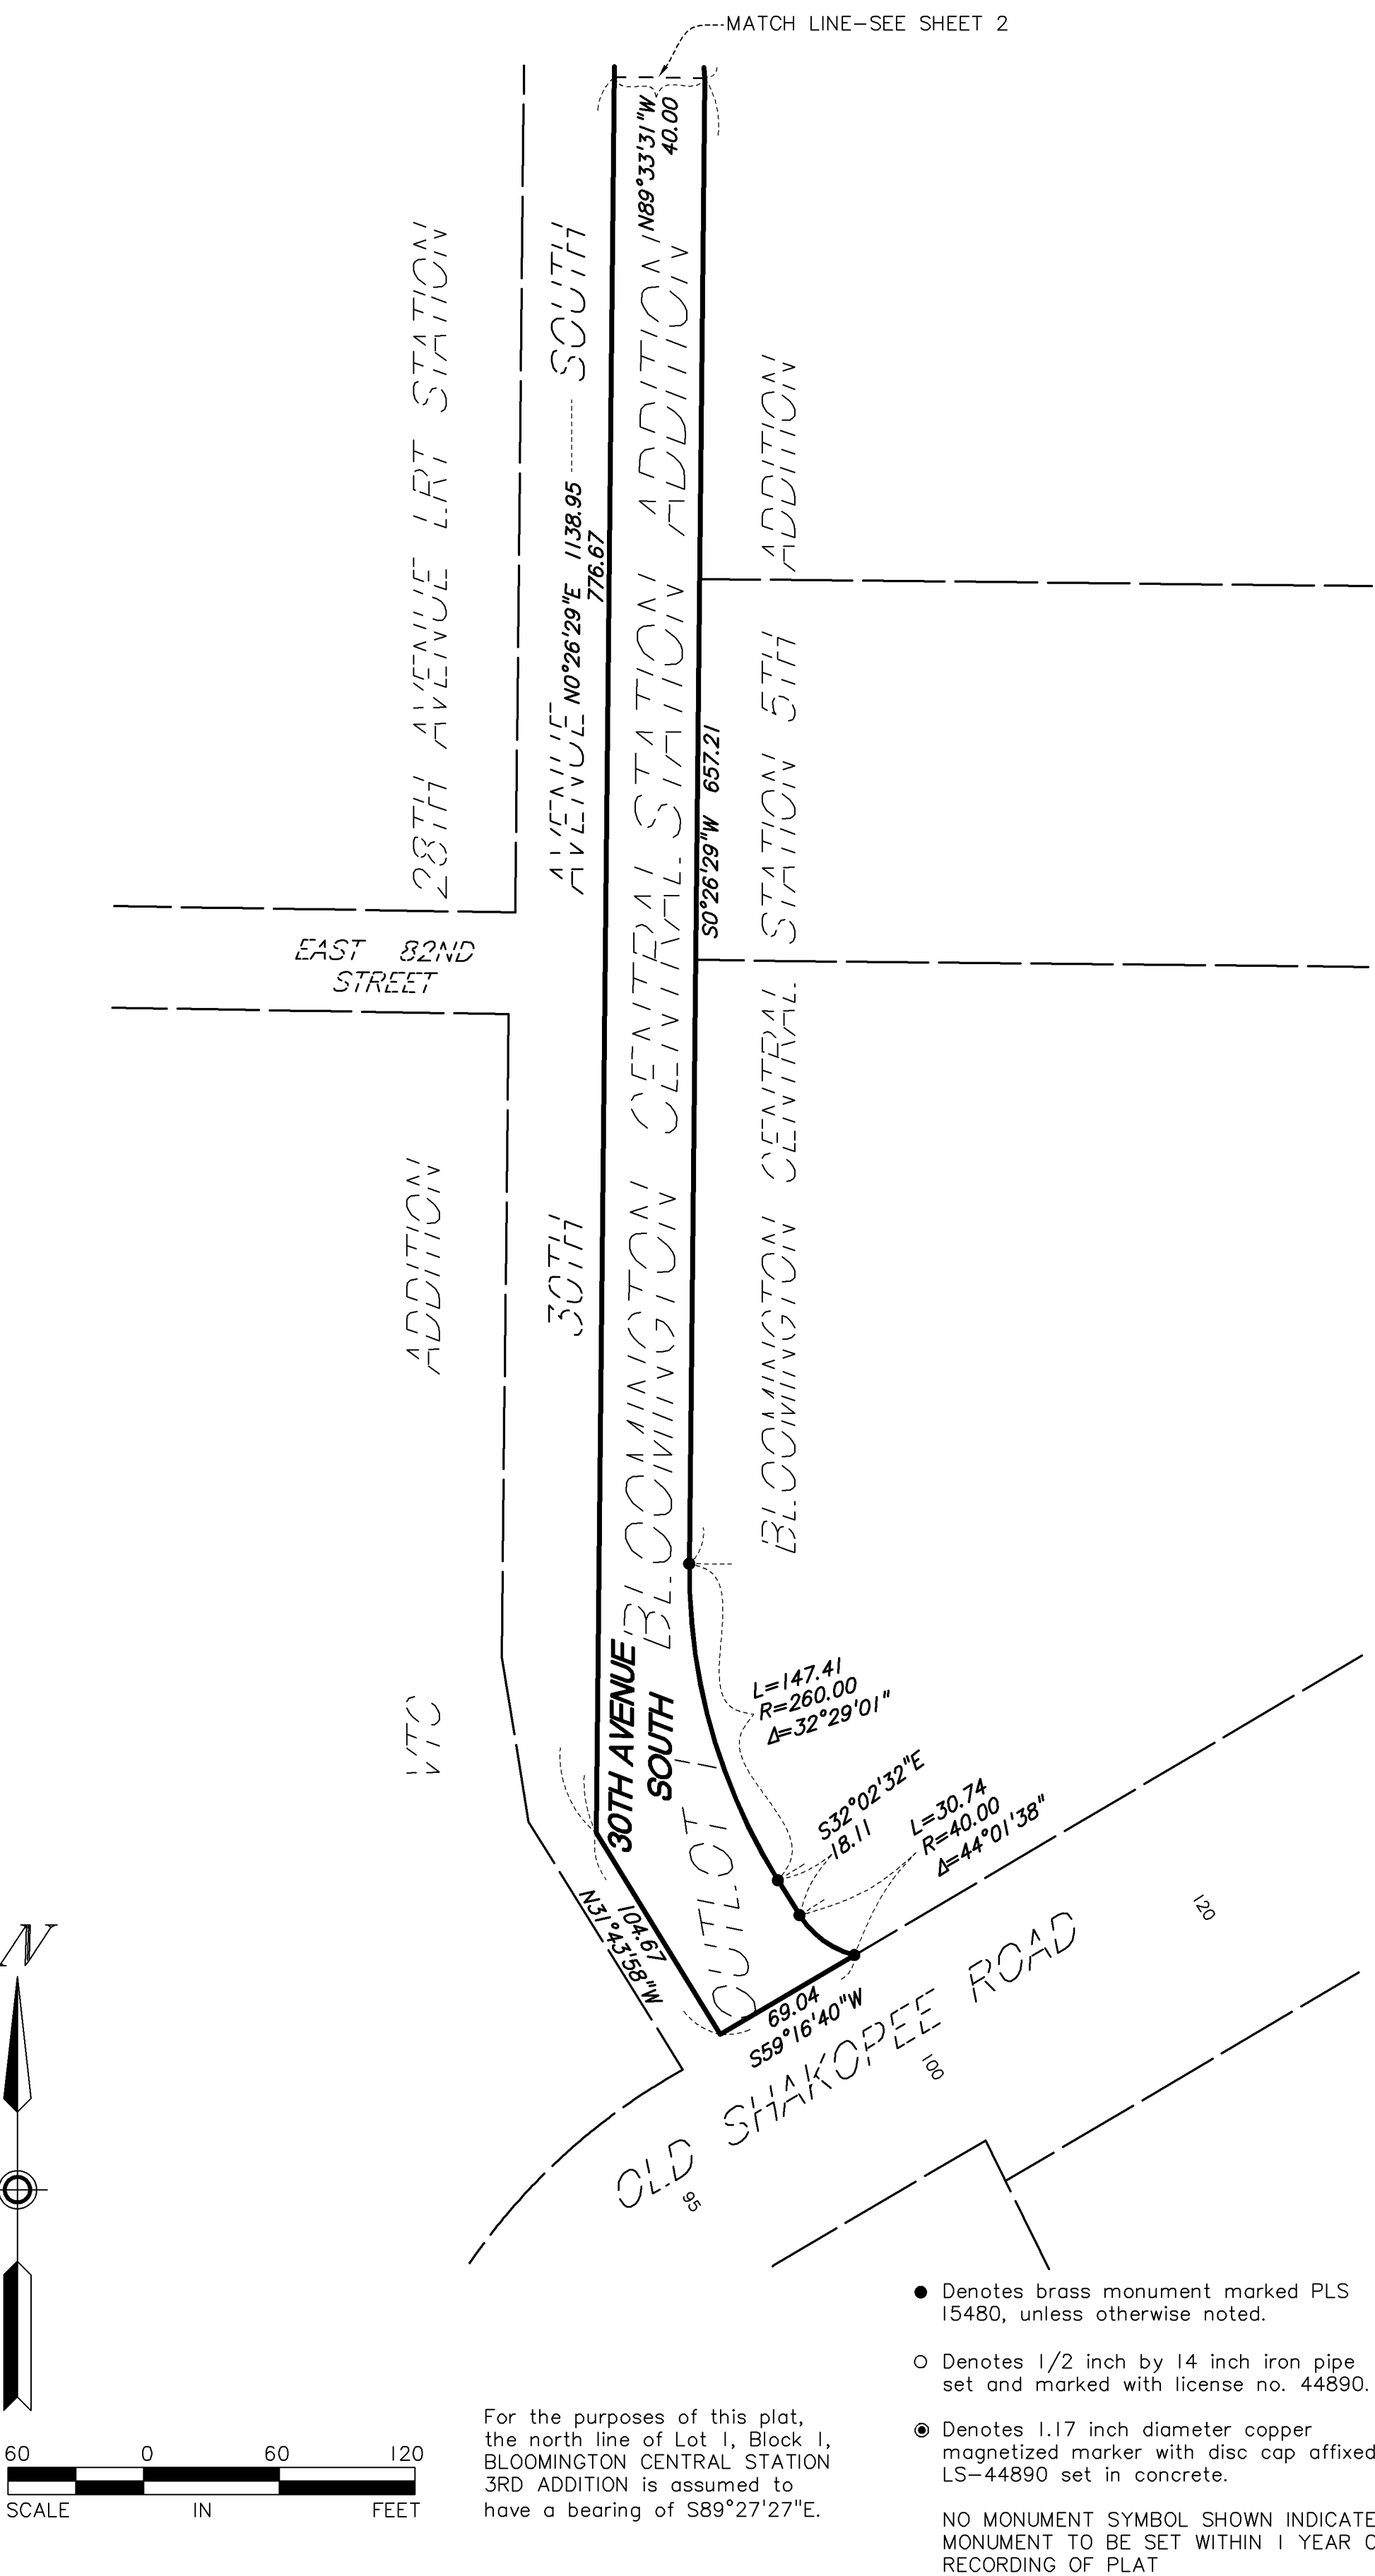 MATCH LINE-SEE SHEET 2
N89°33'31"W
40.00
28TH AVENUE LRT STATION
30TH AVENUE SOUTH
N0°26'29"E 1138.95
776.67
BLOOMINGTON CENTRAL STATION ADDITION
BLOOMINGTON CENTRAL STATION ADDITION
S0°26'29"W 657.21
BLOOMINGTON CENTRAL STATION 5TH ADDITION
EAST 82ND
STREET
VTC ADDITION
30TH AVENUE
SOUTH
OUTLOT I
L=147.41
R=260.00
Δ=32°29'01"
S32°02'32"E
18.11
L=30.74
R=40.00
Δ=44°01'38"
104.67
N31°43'58"W
69.04
S59°16'40"W
OLD SHAKOPEE ROAD
120
100
95
N
● Denotes brass monument marked PLS
15480, unless otherwise noted.
○ Denotes 1/2 inch by 14 inch iron pipe
set and marked with license no. 44890.
◉ Denotes 1.17 inch diameter copper
magnetized marker with disc cap affixed
LS-44890 set in concrete.
NO MONUMENT SYMBOL SHOWN INDICATE
MONUMENT TO BE SET WITHIN 1 YEAR O
RECORDING OF PLAT
For the purposes of this plat,
the north line of Lot 1, Block 1,
BLOOMINGTON CENTRAL STATION
3RD ADDITION is assumed to
have a bearing of S89°27'27"E.
60 0 60 120
SCALE IN FEET